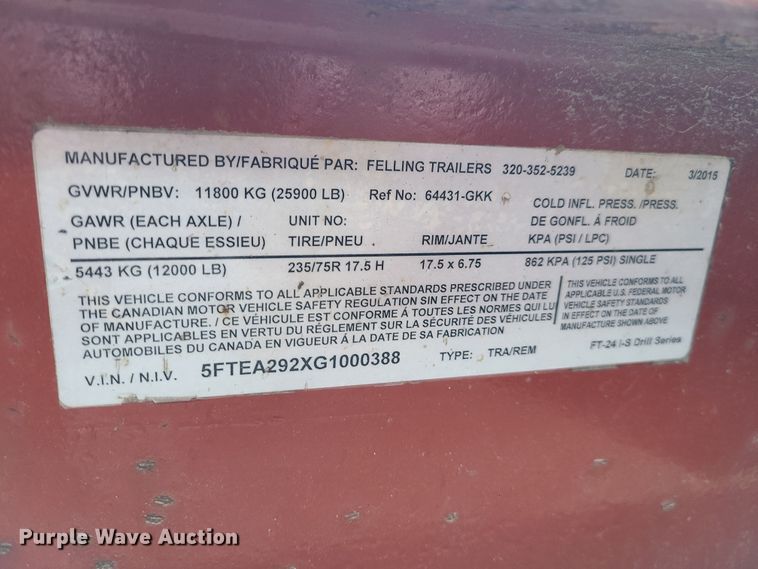 MANUFACTURED BY/FABRIQUÉ PAR: FELLING TRAILERS 320-352-5239 DATE: 3/2015
GVWR/PNBV: 11800 KG (25900 LB) Ref No: 64431-GKK COLD INFL. PRESS. /PRESS.
GAWR (EACH AXLE) / UNIT NO: DE GONFL. Á FROID
PNBE (CHAQUE ESSIEU) TIRE/PNEU RIM/JANTE KPA (PSI / LPC)
5443 KG (12000 LB) 235/75R 17.5 H 17.5 x 6.75 862 KPA (125 PSI) SINGLE
THIS VEHICLE CONFORMS TO ALL APPLICABLE STANDARDS PRESCRIBED UNDER
THE CANADIAN MOTOR VEHICLE SAFETY REGULATION SIN EFFECT ON THE DATE
OF MANUFACTURE. / CE VÉHICULE EST CONFORME Á TOUTES LES NORMES QUI LUI
SONT APPLICABLES EN VERTU DU RÉGLEMENT SUR LA SÉCURITÉ DES VÉHICULES
AUTOMOBILES DU CANADA EN VIGUEUR Á LA DATE DE SA FABRICATION
THIS VEHICLE CONFORMS TO ALL
APPLICABLE U.S. FEDERAL MOTOR
VEHICLE SAFETY STANDARDS
IN EFFECT ON THE DATE OF
MANUFACTURE SHOWN ABOVE
V.I.N. / N.I.V. 5FTEA292XG1000388 TYPE: TRA/REM FT-24 I-S Drill Series
Purple Wave Auction